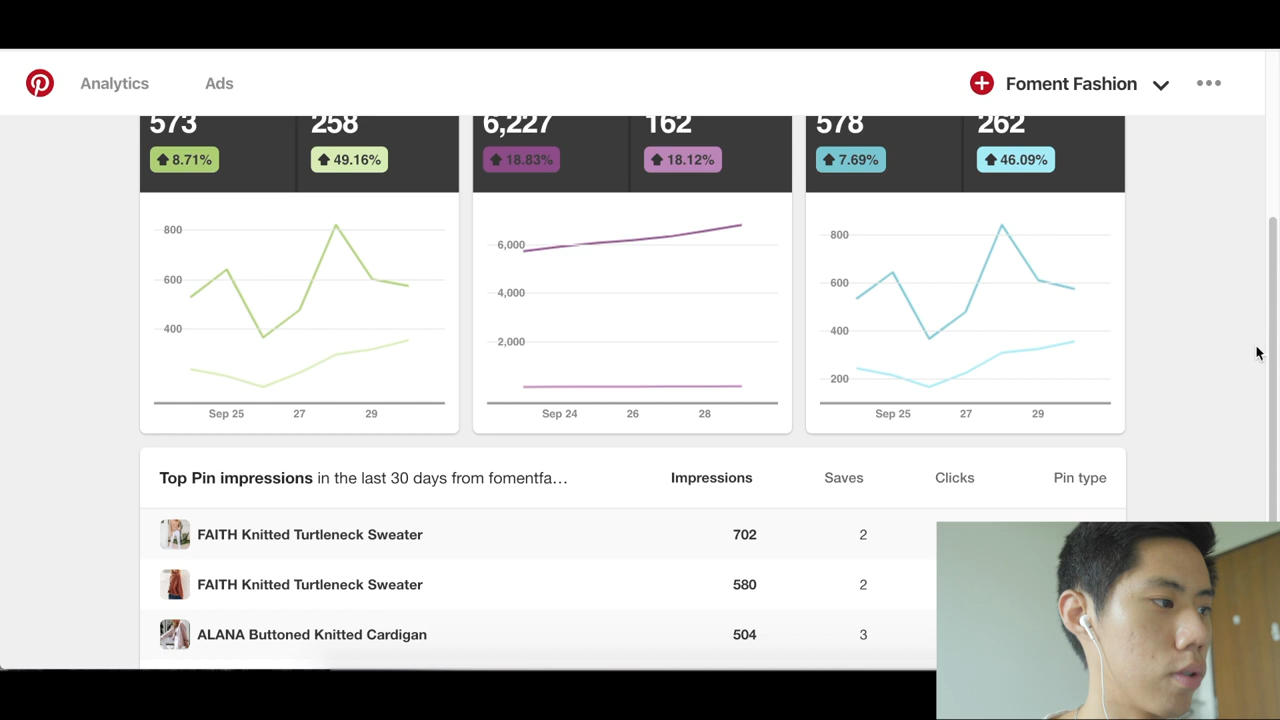 Analytics
Ads
Foment Fashion
573
258
6,227
162
578
262
8.71%
49.16%
18.83%
18.12%
7.69%
46.09%
800
600
400
Sep 25
27
29
6,000
4,000
2,000
Sep 24
26
28
800
600
400
200
Sep 25
27
29
Top Pin impressions in the last 30 days from fomentfa…
Impressions
Saves
Clicks
Pin type
FAITH Knitted Turtleneck Sweater 702 2
FAITH Knitted Turtleneck Sweater 580 2
ALANA Buttoned Knitted Cardigan 504 3